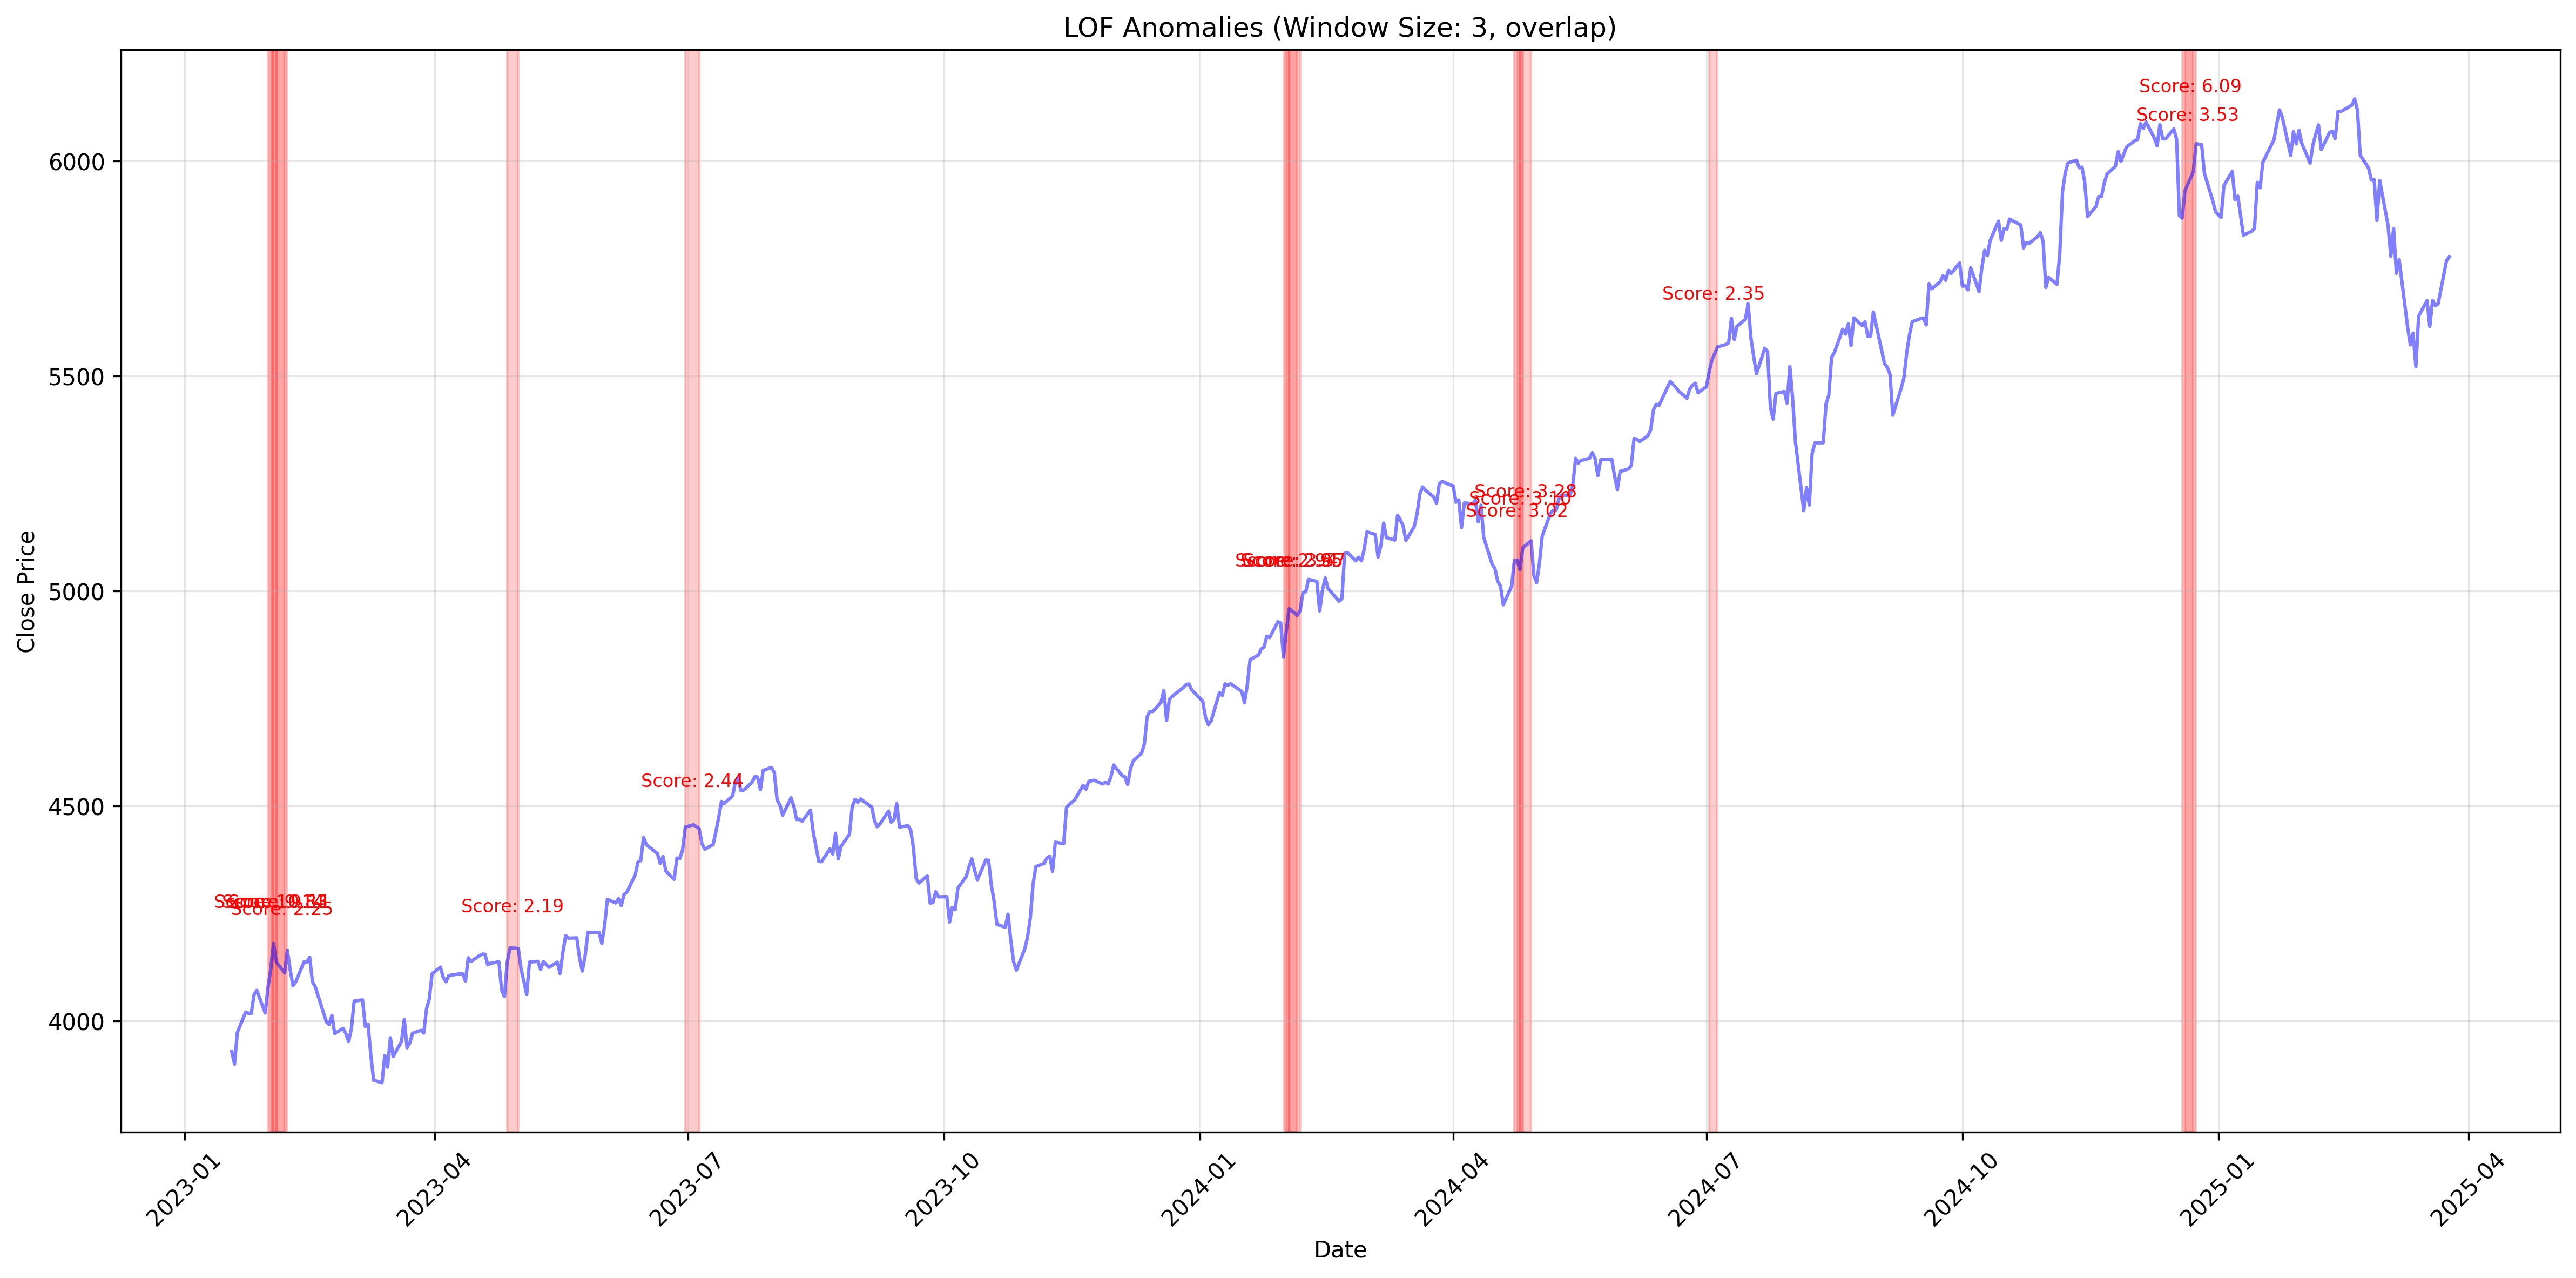 LOF Anomalies (Window Size: 3, overlap)
Score: 6.09
Score: 3.53
6000
Score: 2.35
5500
Score: 3.28
Score: 3.10
Score: 3.02
5000
Close Price
Score: 2.44
4500
Score: 2.25
Score: 2.19
4000
2023-01
2023-04
2023-07
2023-10
2024-01
2024-04
2024-07
2024-10
2025-01
2025-04
Date